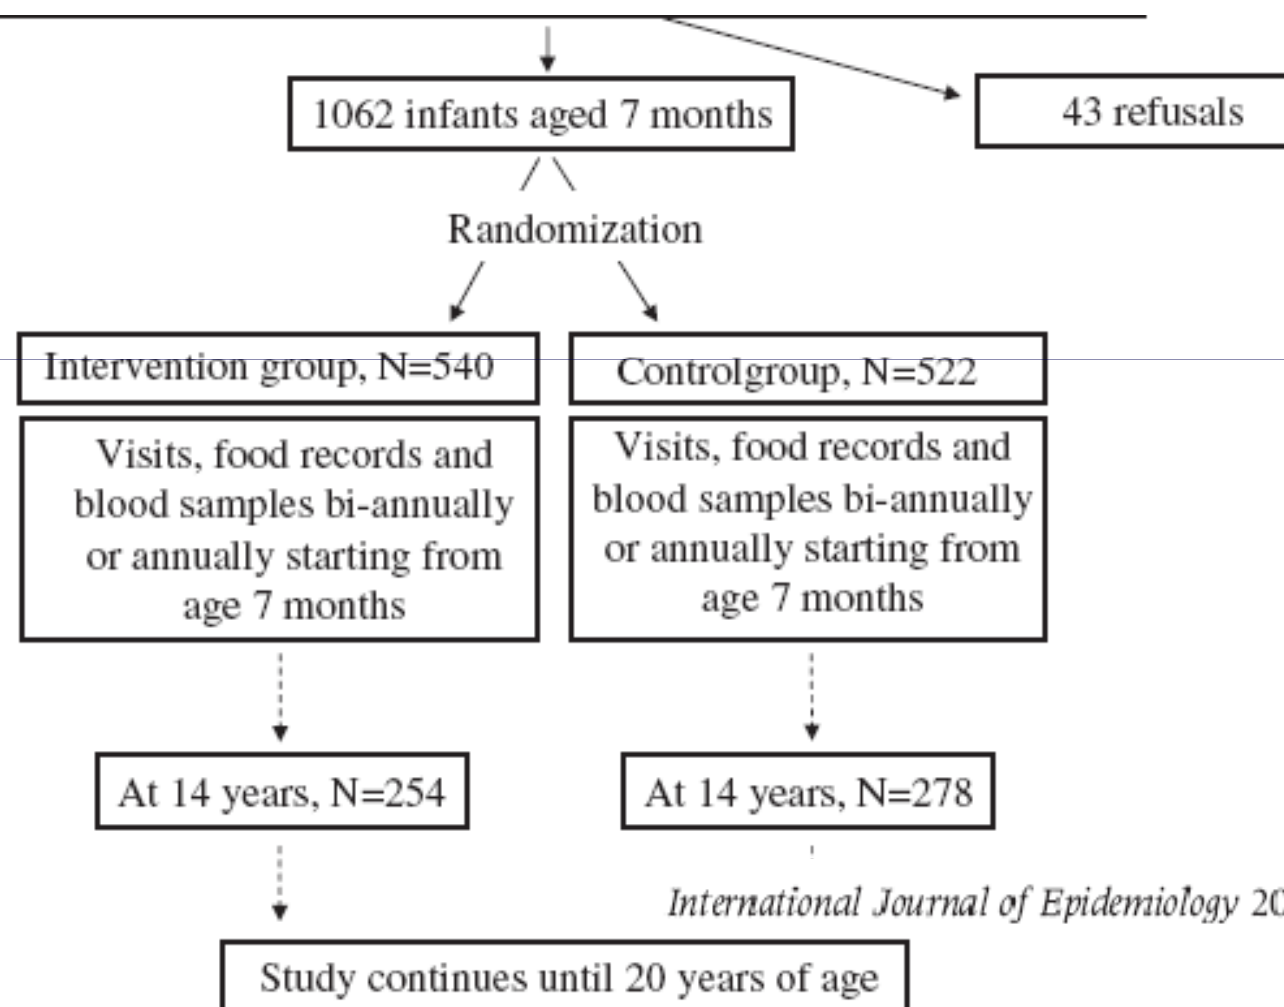 1062 infants aged 7 months
43 refusals
Randomization
Intervention group, N=540
Controlgroup, N=522
Visits, food records and
blood samples bi-annually
or annually starting from
age 7 months
Visits, food records and
blood samples bi-annually
or annually starting from
age 7 months
At 14 years, N=254
At 14 years, N=278
International Journal of Epidemiology 20
Study continues until 20 years of age